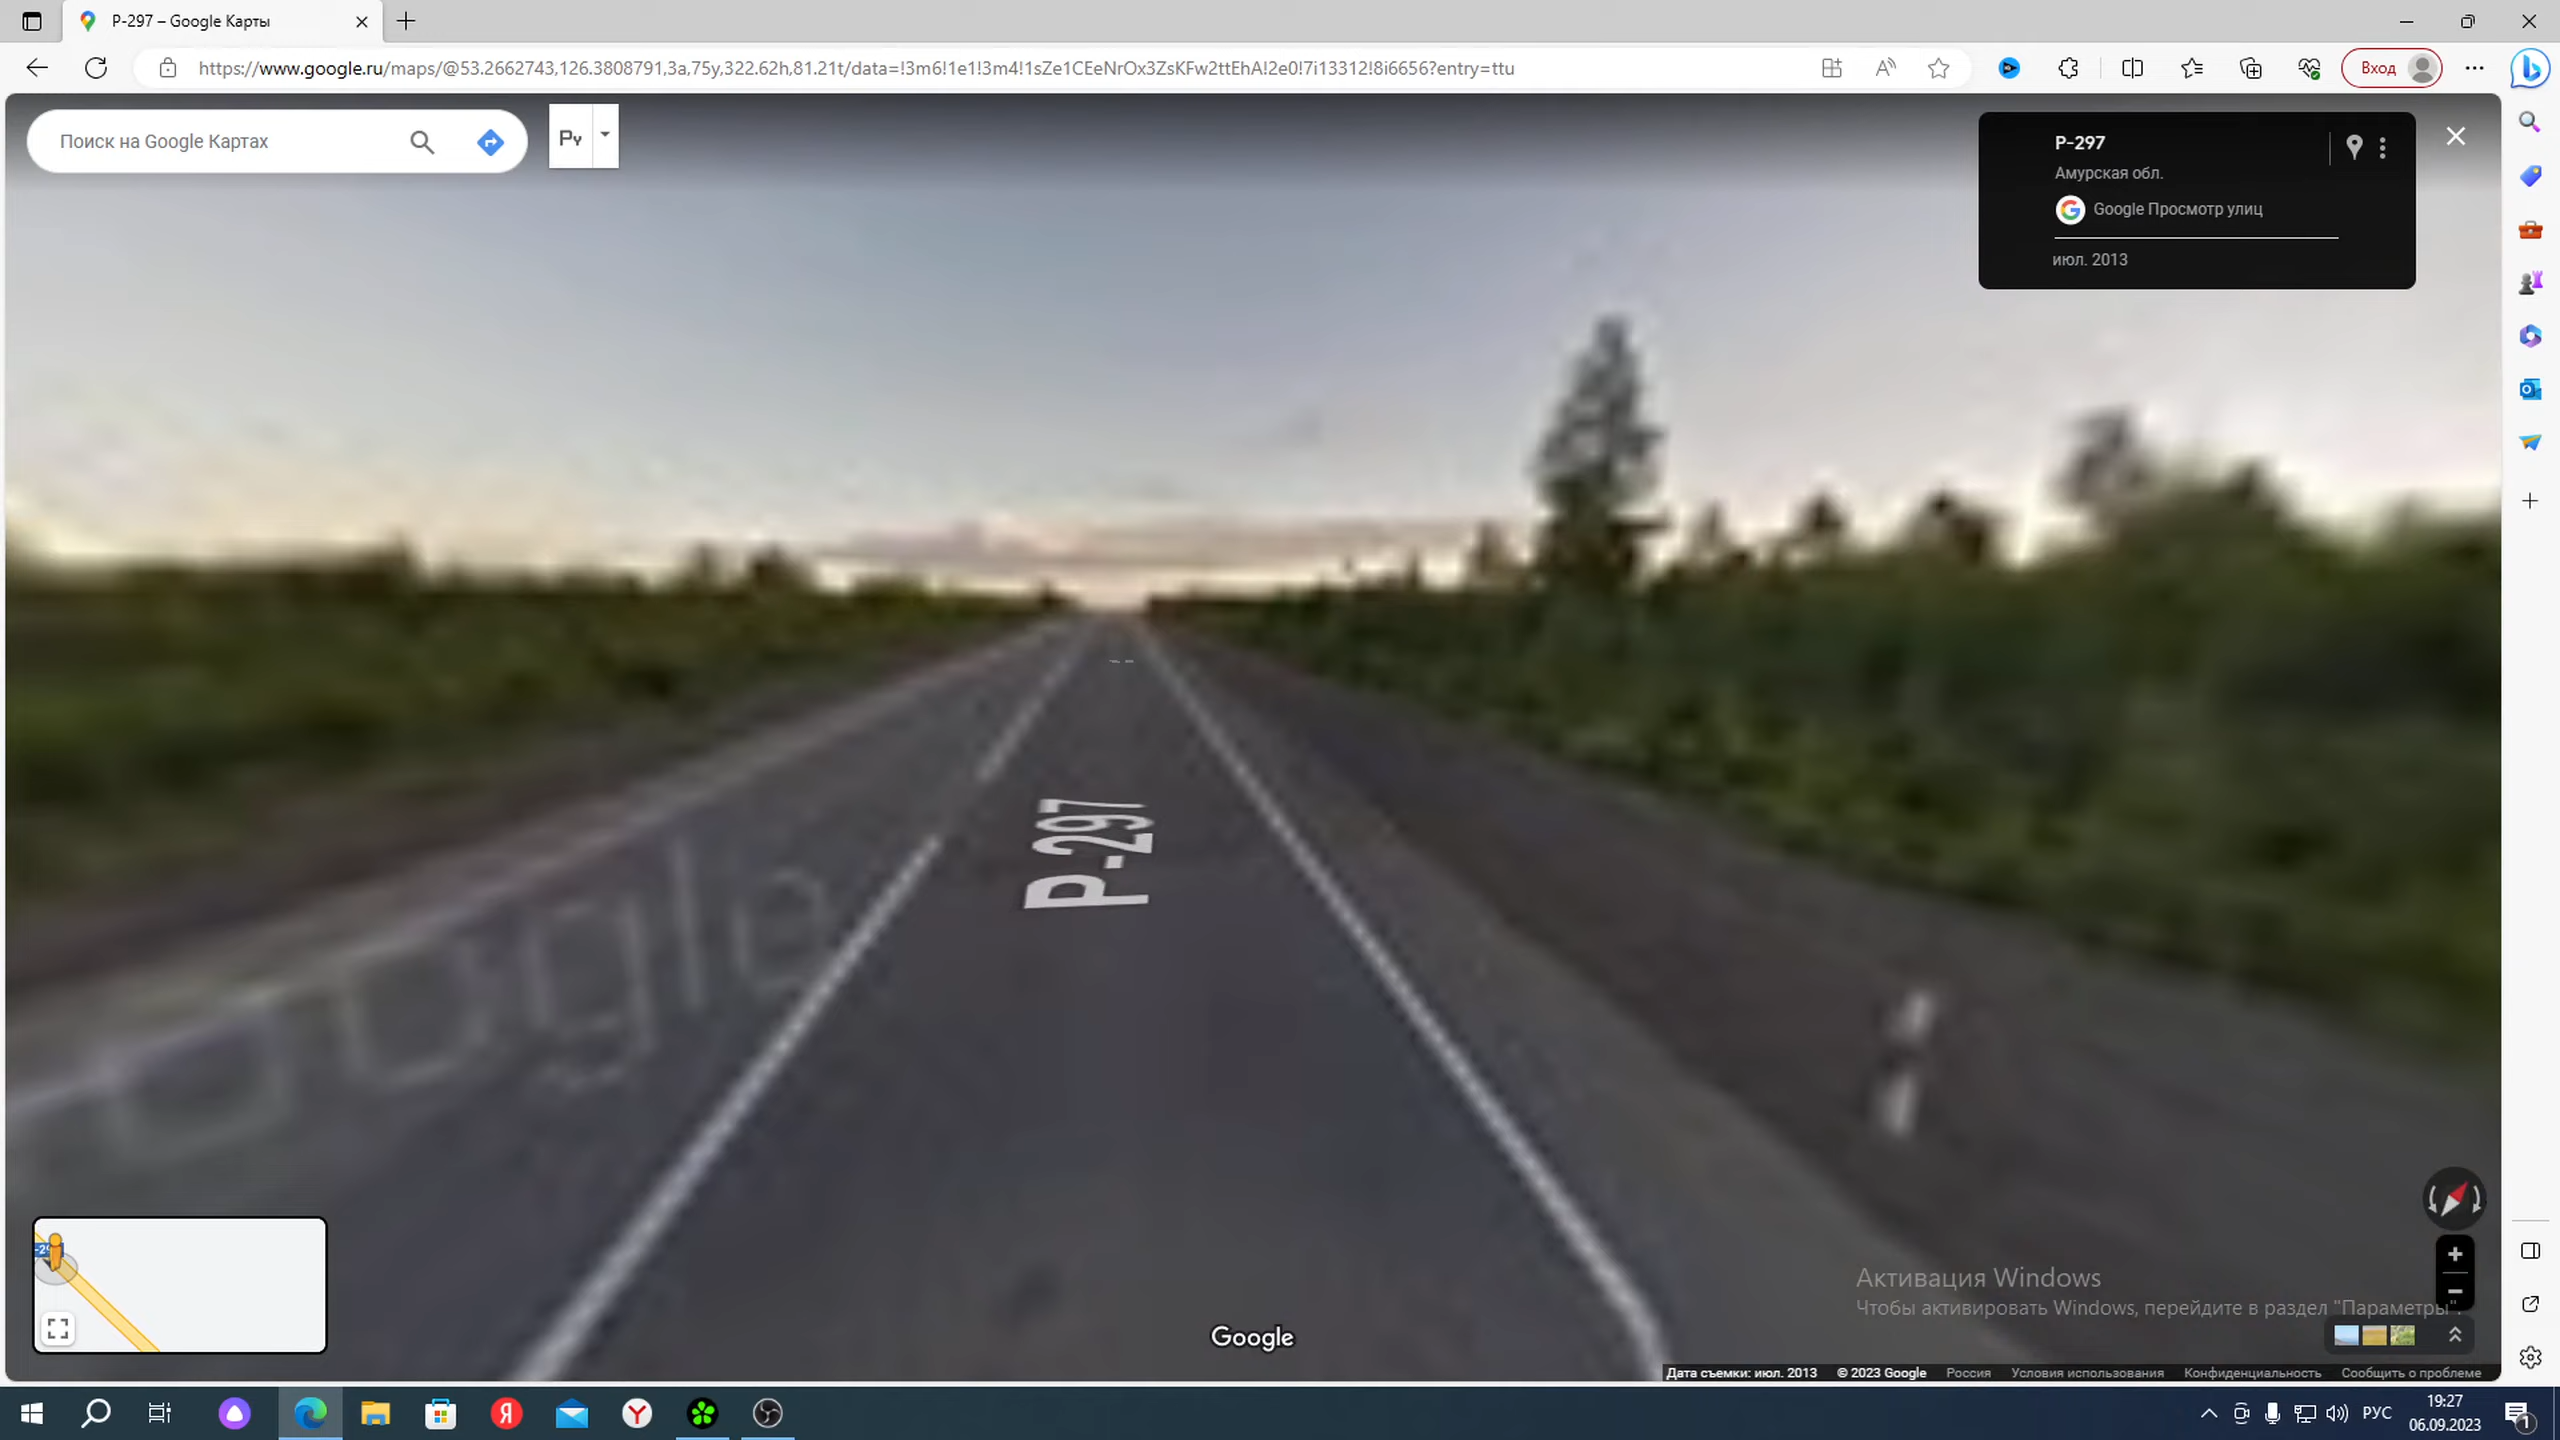 P-297 – Google Карты
https://www.google.ru/maps/@53.2662743,126.3808791,3a,75y,322.62h,81.21t/data=!3m6!1e1!3m4!1sZe1CEeNrOx3ZsKFw2ttEhA!2e0!7i13312!8i6656?entry=ttu
Вход
Поиск на Google Картах
Ру
Р-297
Амурская обл.
Google Просмотр улиц
июл. 2013
Р-297
oogle
-29
Google
Активация Windows
Чтобы активировать Windows, перейдите в раздел "Параметры".
Дата съемки: июл. 2013 © 2023 Google Россия Условия использования Конфиденциальность Сообщить о проблеме
РУС
19:27
06.09.2023
1